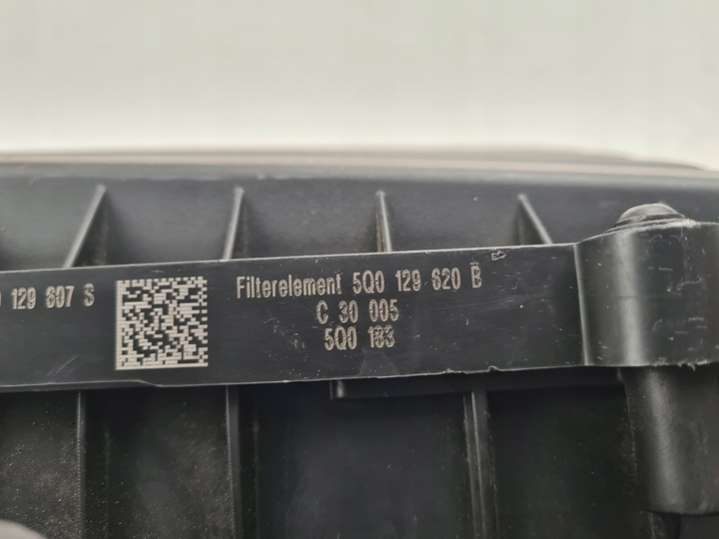 129 607 S
Filterelement 5Q0 129 620 B
C 30 005
5Q0 183